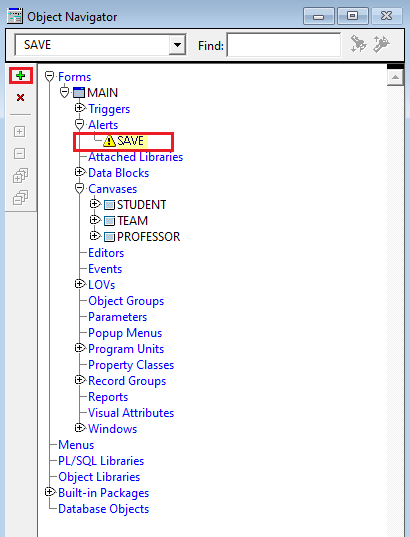 Object Navigator
SAVE
Find:
Forms
MAIN
Triggers
Alerts
SAVE
Attached Libraries
Data Blocks
Canvases
STUDENT
TEAM
PROFESSOR
Editors
Events
LOVs
Object Groups
Parameters
Popup Menus
Program Units
Property Classes
Record Groups
Reports
Visual Attributes
Windows
Menus
PL/SQL Libraries
Object Libraries
Built-in Packages
Database Objects